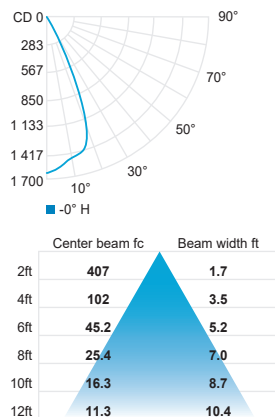 CD 0
90°
283
567
70°
850
1 133
50°
1 417
30°
1 700
10°
-0° H
Center beam fc Beam width ft
2ft 407 1.7
4ft 102 3.5
6ft 45.2 5.2
8ft 25.4 7.0
10ft 16.3 8.7
12ft 11.3 10.4